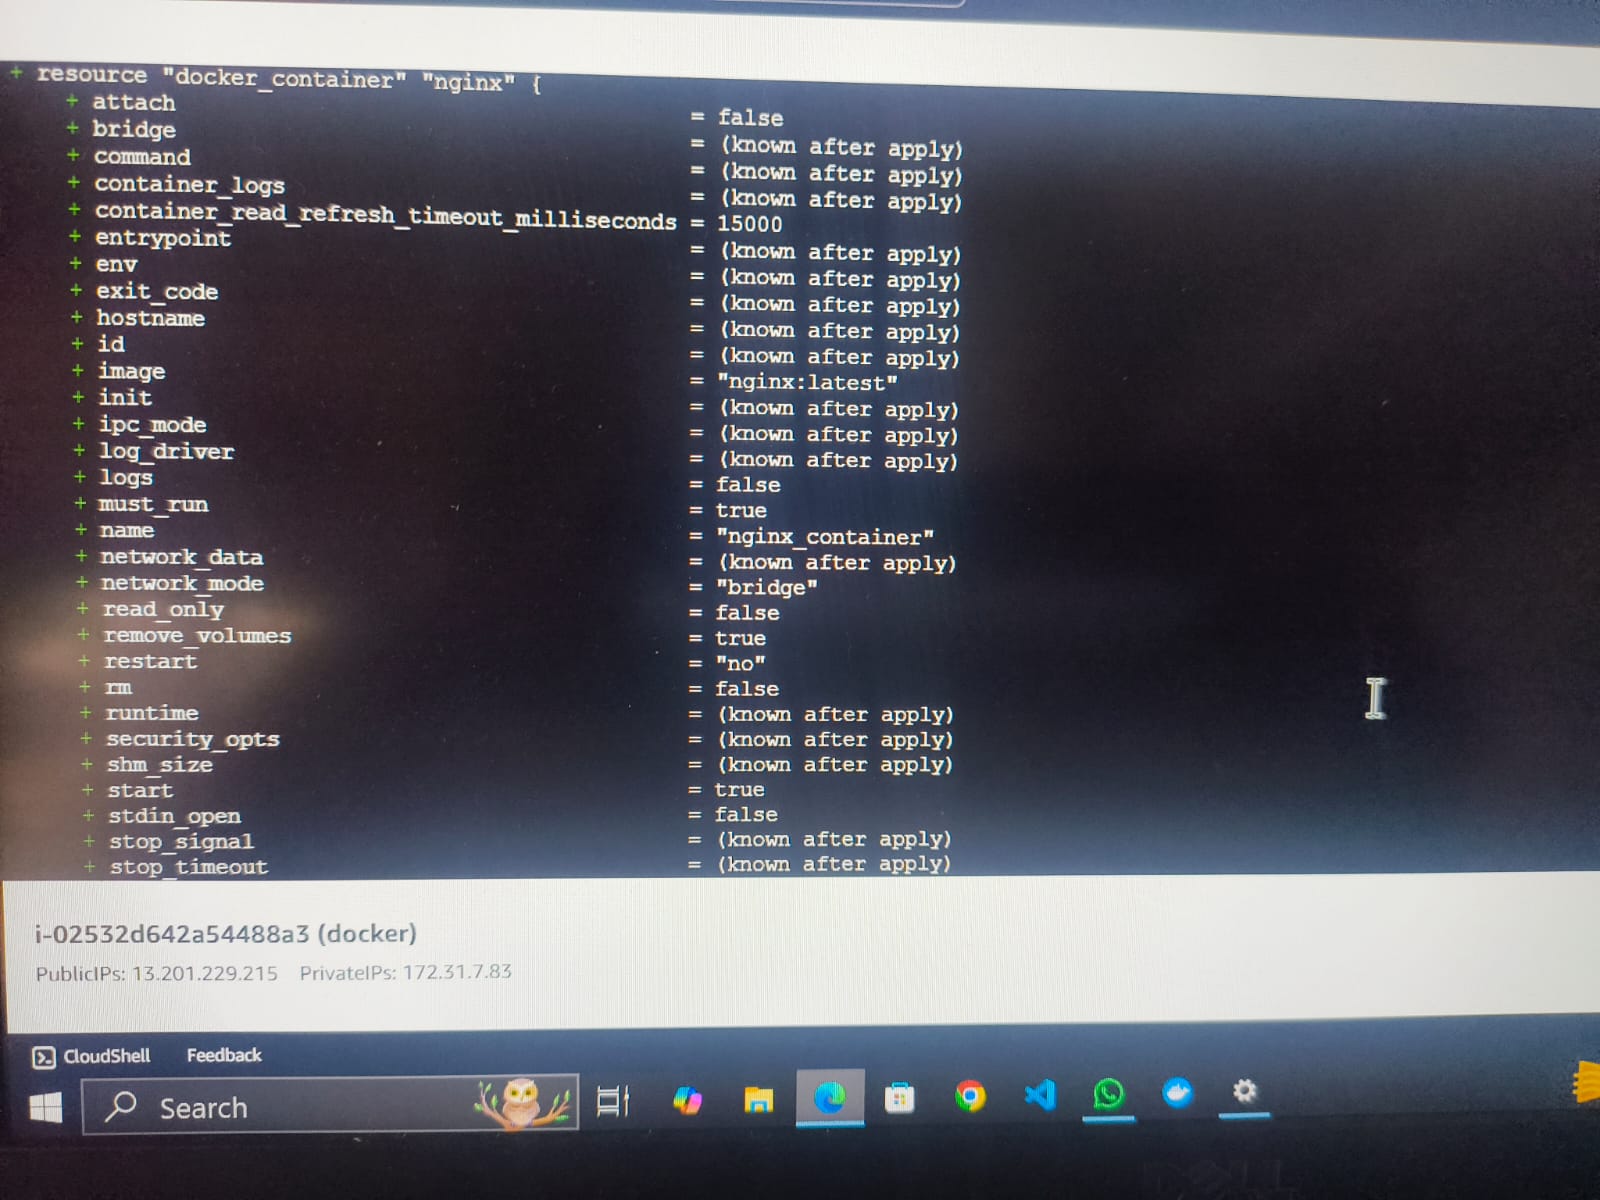 + resource "docker_container" "nginx" {
+ attach = false
+ bridge = (known after apply)
+ command = (known after apply)
+ container_logs = (known after apply)
+ container_read_refresh_timeout_milliseconds = 15000
+ entrypoint = (known after apply)
+ env = (known after apply)
+ exit_code = (known after apply)
+ hostname = (known after apply)
+ id = (known after apply)
+ image = "nginx:latest"
+ init = (known after apply)
+ ipc_mode = (known after apply)
+ log_driver = (known after apply)
+ logs = false
+ must_run = true
+ name = "nginx_container"
+ network_data = (known after apply)
+ network_mode = "bridge"
+ read_only = false
+ remove_volumes = true
+ restart = "no"
+ rm = false
+ runtime = (known after apply)
+ security_opts = (known after apply)
+ shm_size = (known after apply)
+ start = true
+ stdin_open = false
+ stop_signal = (known after apply)
+ stop_timeout = (known after apply)
i-02532d642a54488a3 (docker)
PublicIPs: 13.201.229.215 PrivateIPs: 172.31.7.83
CloudShell Feedback
Search
DELL